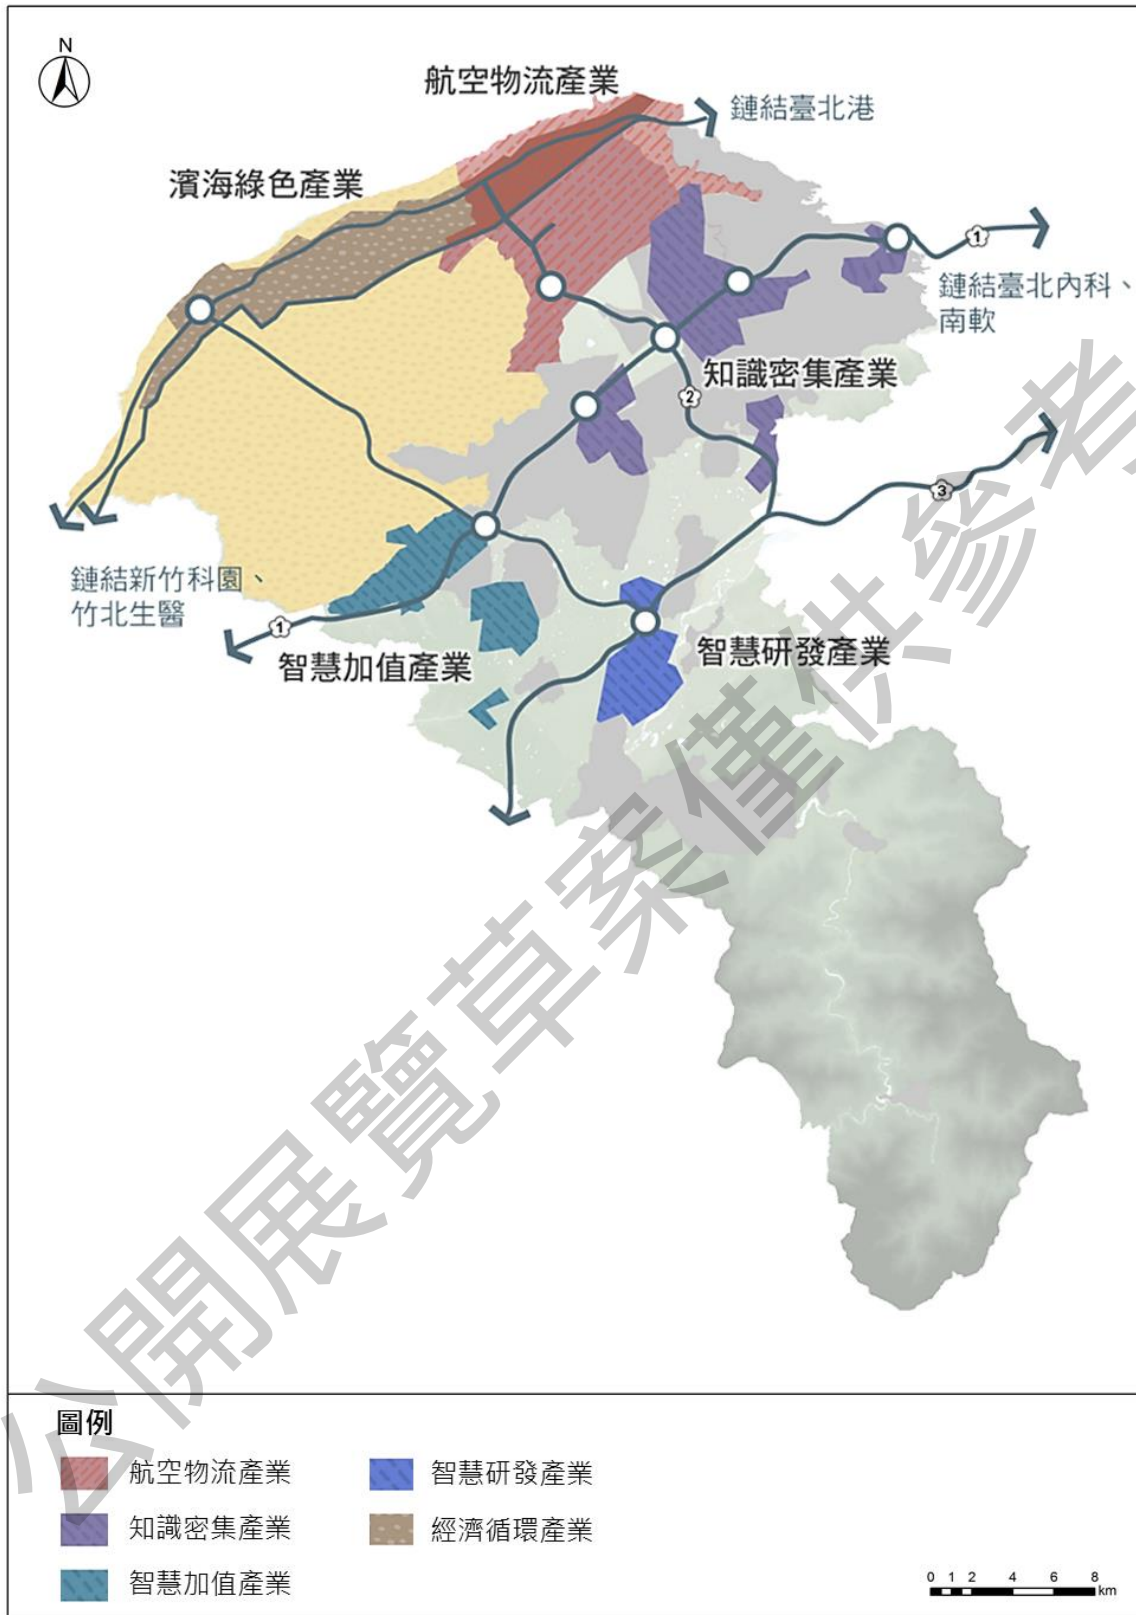 N
航空物流產業
鏈結臺北港
濱海綠色產業
1
鏈結臺北內科、
南軟
知識密集產業
2
3
鏈結新竹科園、
竹北生醫
1
智慧加值產業
智慧研發產業
公開展覽草案僅供參考
圖例
航空物流產業
知識密集產業
智慧加值產業
智慧研發產業
經濟循環產業
0 1 2 4 6 8
km